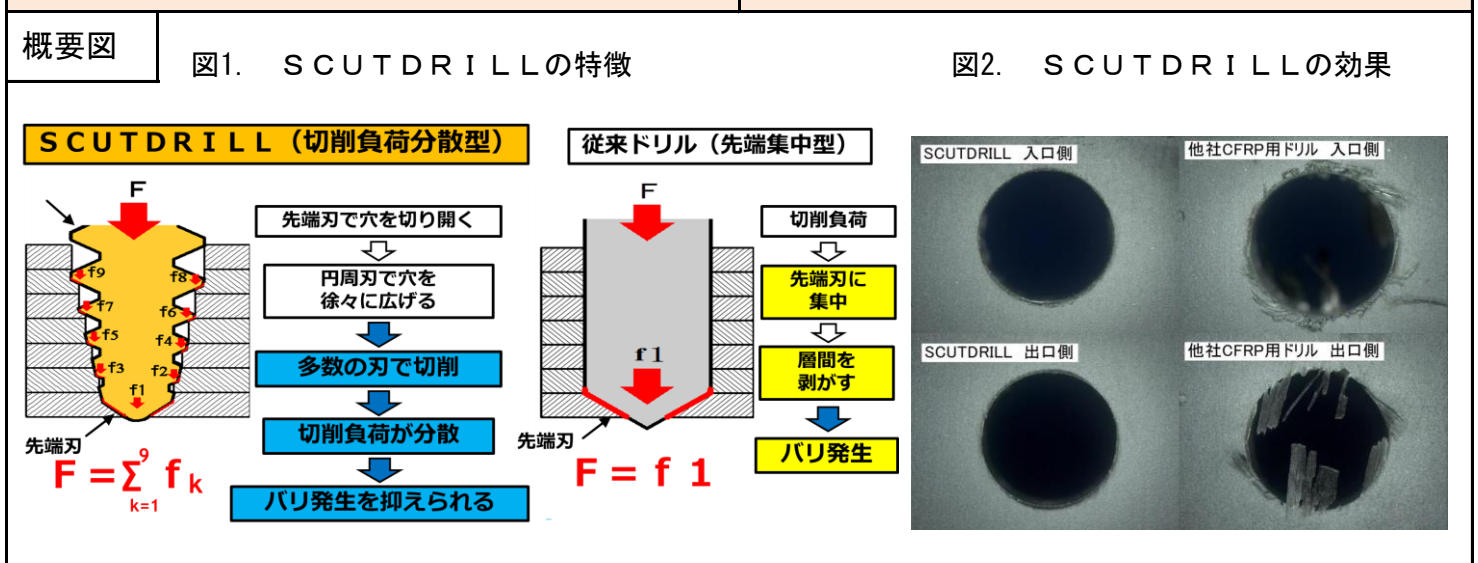 概要図
図1.　ＳＣＵＴＤＲＩＬＬの特徴
図2.　ＳＣＵＴＤＲＩＬＬの効果
ＳＣＵＴＤＲＩＬＬ（切削負荷分散型）
F
f9
f8
f7
f6
f5
f4
f3
f2
f1
先端刃
F=Σ⁹ₖ₌₁ fₖ
先端刃で穴を切り開く
円周刃で穴を
徐々に広げる
多数の刃で切削
切削負荷が分散
バリ発生を抑えられる
従来ドリル（先端集中型）
F
f1
先端刃
F=f1
切削負荷
先端刃に
集中
層間を
剥がす
バリ発生
SCUTDRILL 入口側
他社CFRP用ドリル 入口側
SCUTDRILL 出口側
他社CFRP用ドリル 出口側